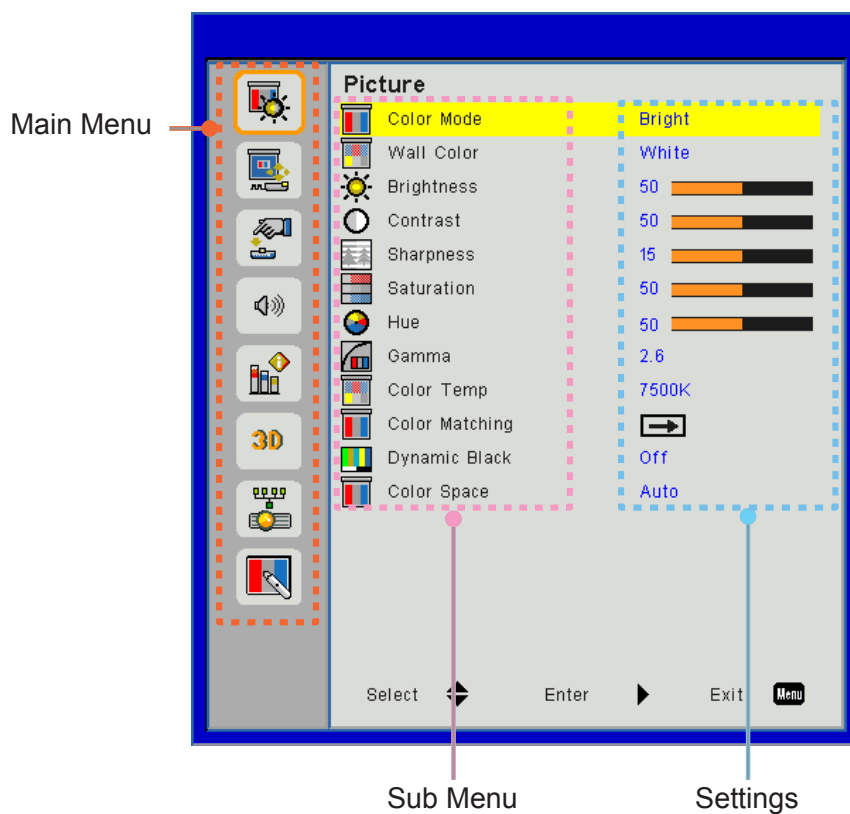 Picture
Main Menu
Color Mode Bright
Wall Color White
Brightness 50
Contrast 50
Sharpness 15
Saturation 50
Hue 50
Gamma 2.6
Color Temp 7500K
Color Matching
3D
Dynamic Black Off
Color Space Auto
Select Enter Exit Menu
Sub Menu Settings